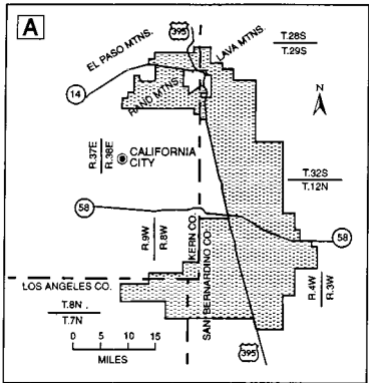 A
395
EL PASO MTNS.
LAVA MTNS.
T.28S
T.29S
RAND MTNS.
14
N
R.37E
R.38E
CALIFORNIA
CITY
T.32S
T.12N
58
58
R.9W
R.8W
KERN CO.
SAN BERNARDINO CO.
LOS ANGELES CO.
R.4W
R.3W
T.8N.
T.7N
0 5 10 15
MILES
395